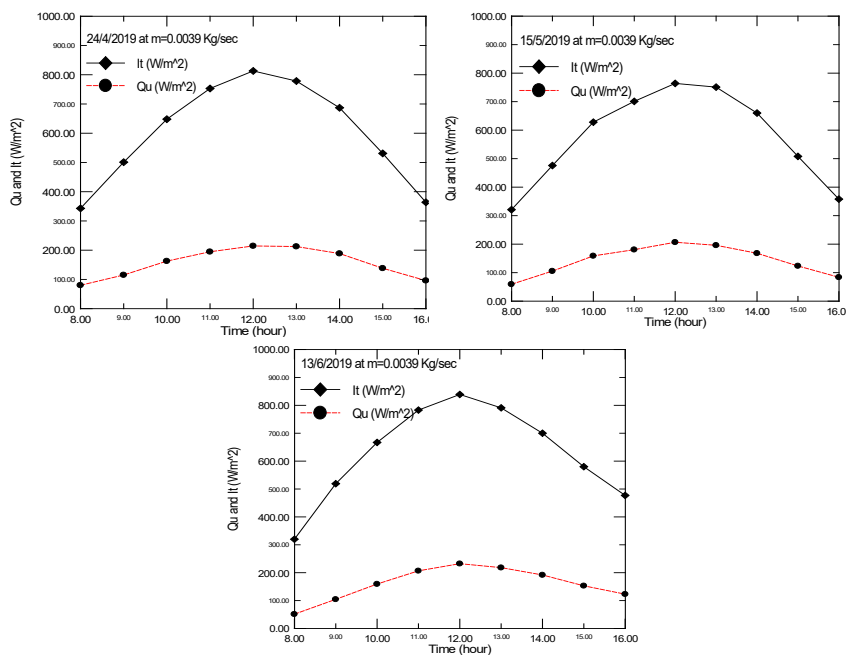 1000.00
900.00
800.00
700.00
600.00
500.00
400.00
300.00
200.00
100.00
0.00
Qu and It (W/m^2)
24/4/2019 at m=0.0039 Kg/sec
It (W/m^2)
Qu (W/m^2)
8.00 9.00 10.00 11.00 12.00 13.00 14.00 15.00 16.0
Time (hour)
1000.00
900.00
800.00
700.00
600.00
500.00
400.00
300.00
200.00
100.00
0.00
Qu and It (W/m^2)
15/5/2019 at m=0.0039 Kg/sec
It (W/m^2)
Qu (W/m^2)
8.00 9.00 10.00 11.00 12.00 13.00 14.00 15.00 16.00
Time (hour)
1000.00
900.00
800.00
700.00
600.00
500.00
400.00
300.00
200.00
100.00
0.00
Qu and It (W/m^2)
13/6/2019 at m=0.0039 Kg/sec
It (W/m^2)
Qu (W/m^2)
8.00 9.00 10.00 11.00 12.00 13.00 14.00 15.00 16.00
Time (hour)